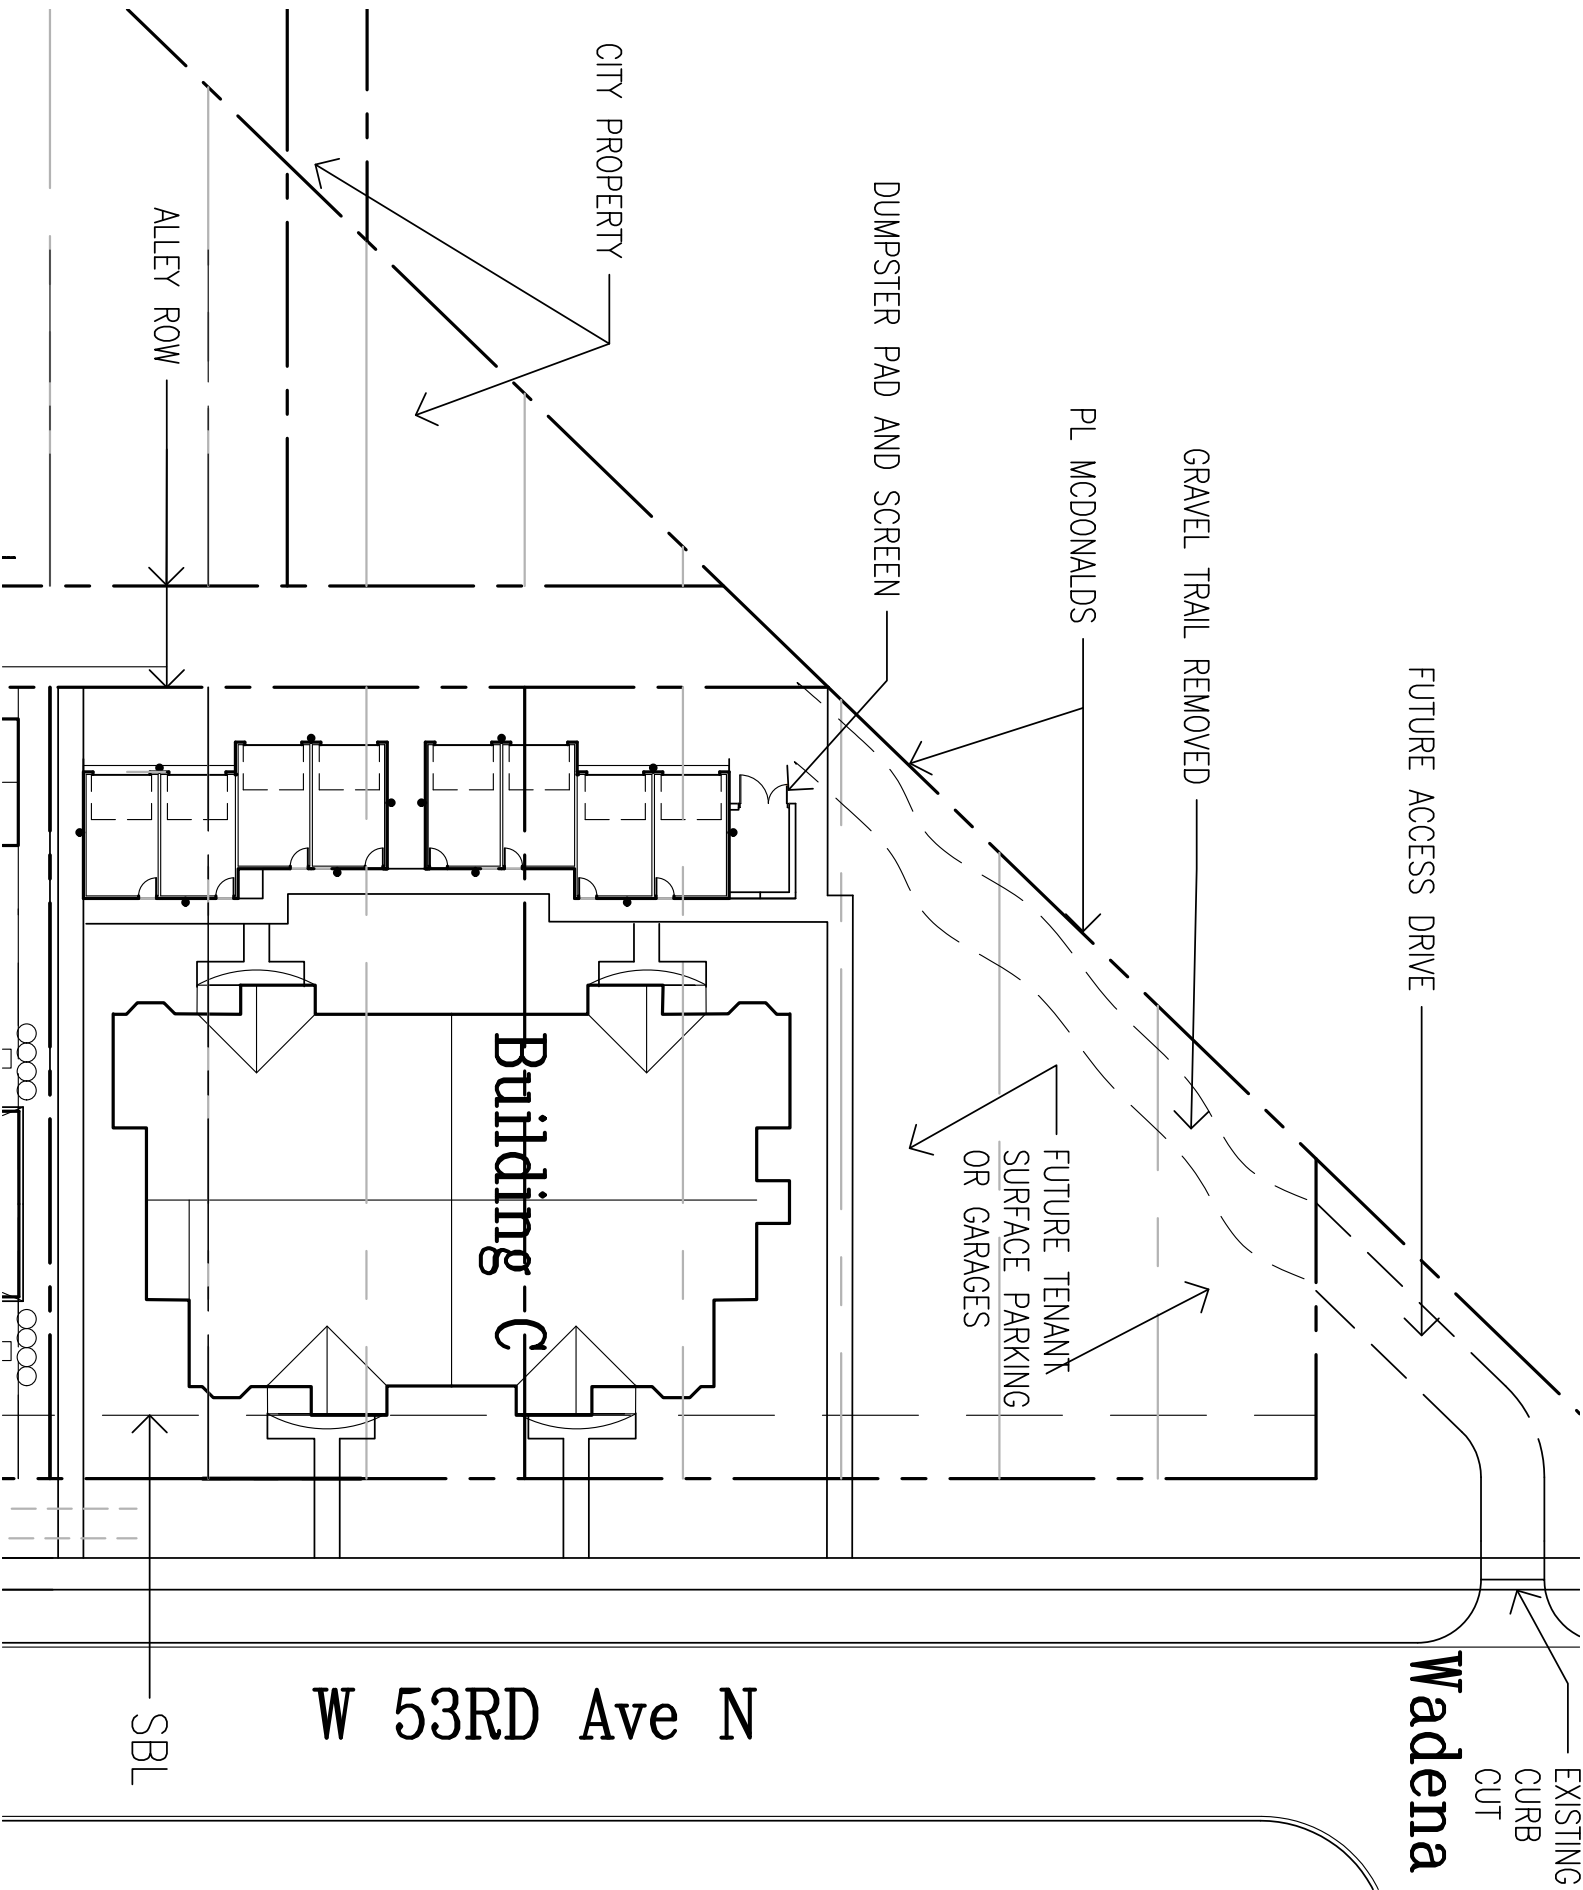 CITY PROPERTY
ALLEY ROW
DUMPSTER PAD AND SCREEN
PL MCDONALDS
GRAVEL TRAIL REMOVED
FUTURE ACCESS DRIVE
Building C
FUTURE TENANT
SURFACE PARKING
OR GARAGES
W 53RD Ave N
SBL
Wadena
EXISTING
CURB
CUT